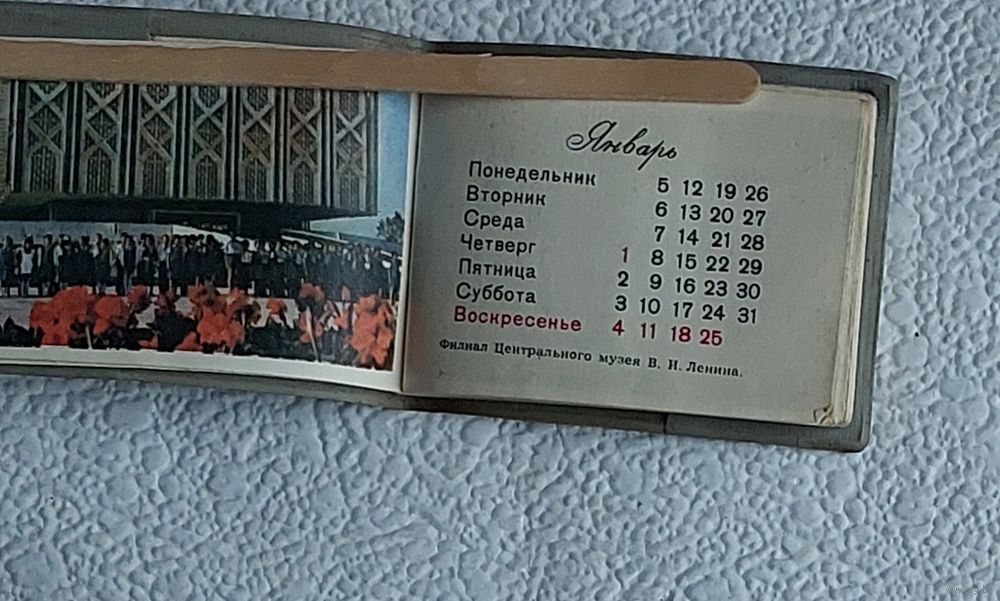 Январь
Понедельник 5 12 19 26
Вторник 6 13 20 27
Среда 7 14 21 28
Четверг 1 8 15 22 29
Пятница 2 9 16 23 30
Суббота 3 10 17 24 31
Воскресенье 4 11 18 25
Филиал Центрального музея В. И. Ленина.